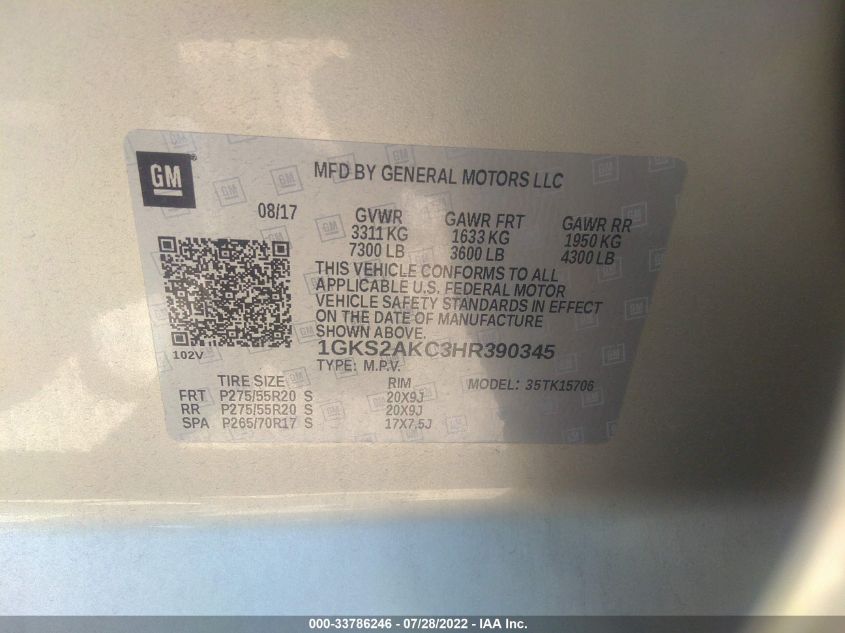 GM
MFD BY GENERAL MOTORS LLC
08/17
GVWR GAWR FRT GAWR RR
3311 KG 1633 KG 1950 KG
7300 LB 3600 LB 4300 LB
THIS VEHICLE CONFORMS TO ALL
APPLICABLE U.S. FEDERAL MOTOR
VEHICLE SAFETY STANDARDS IN EFFECT
ON THE DATE OF MANUFACTURE
SHOWN ABOVE.
102V
1GKS2AKC3HR390345
TYPE: M.P.V.
TIRE SIZE RIM MODEL: 35TK15706
FRT P275/55R20 S 20X9J
RR P275/55R20 S 20X9J
SPA P265/70R17 S 17X7.5J
000-33786246 - 07/28/2022 - IAA Inc.